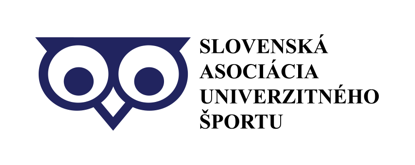 SLOVENSKÁ
ASOCIÁCIA
UNIVERZITNÉHO
ŠPORTU